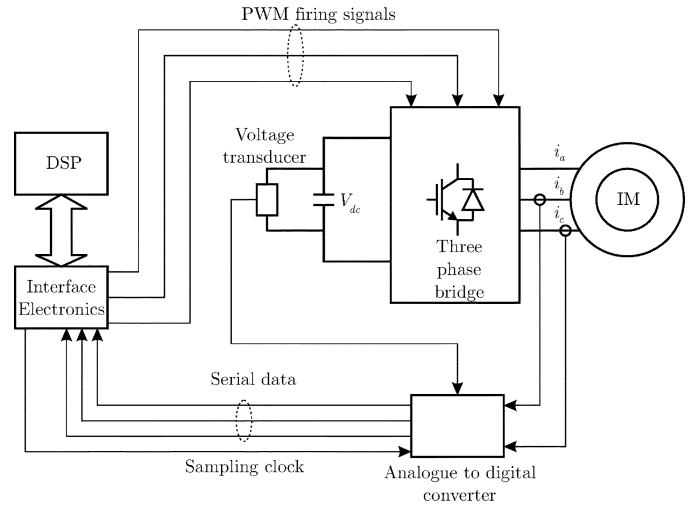 PWM firing signals
DSP
Voltage
transducer
V_dc
i_a
i_b
i_c
IM
Three
phase
bridge
Interface
Electronics
Serial data
Sampling clock
Analogue to digital
converter